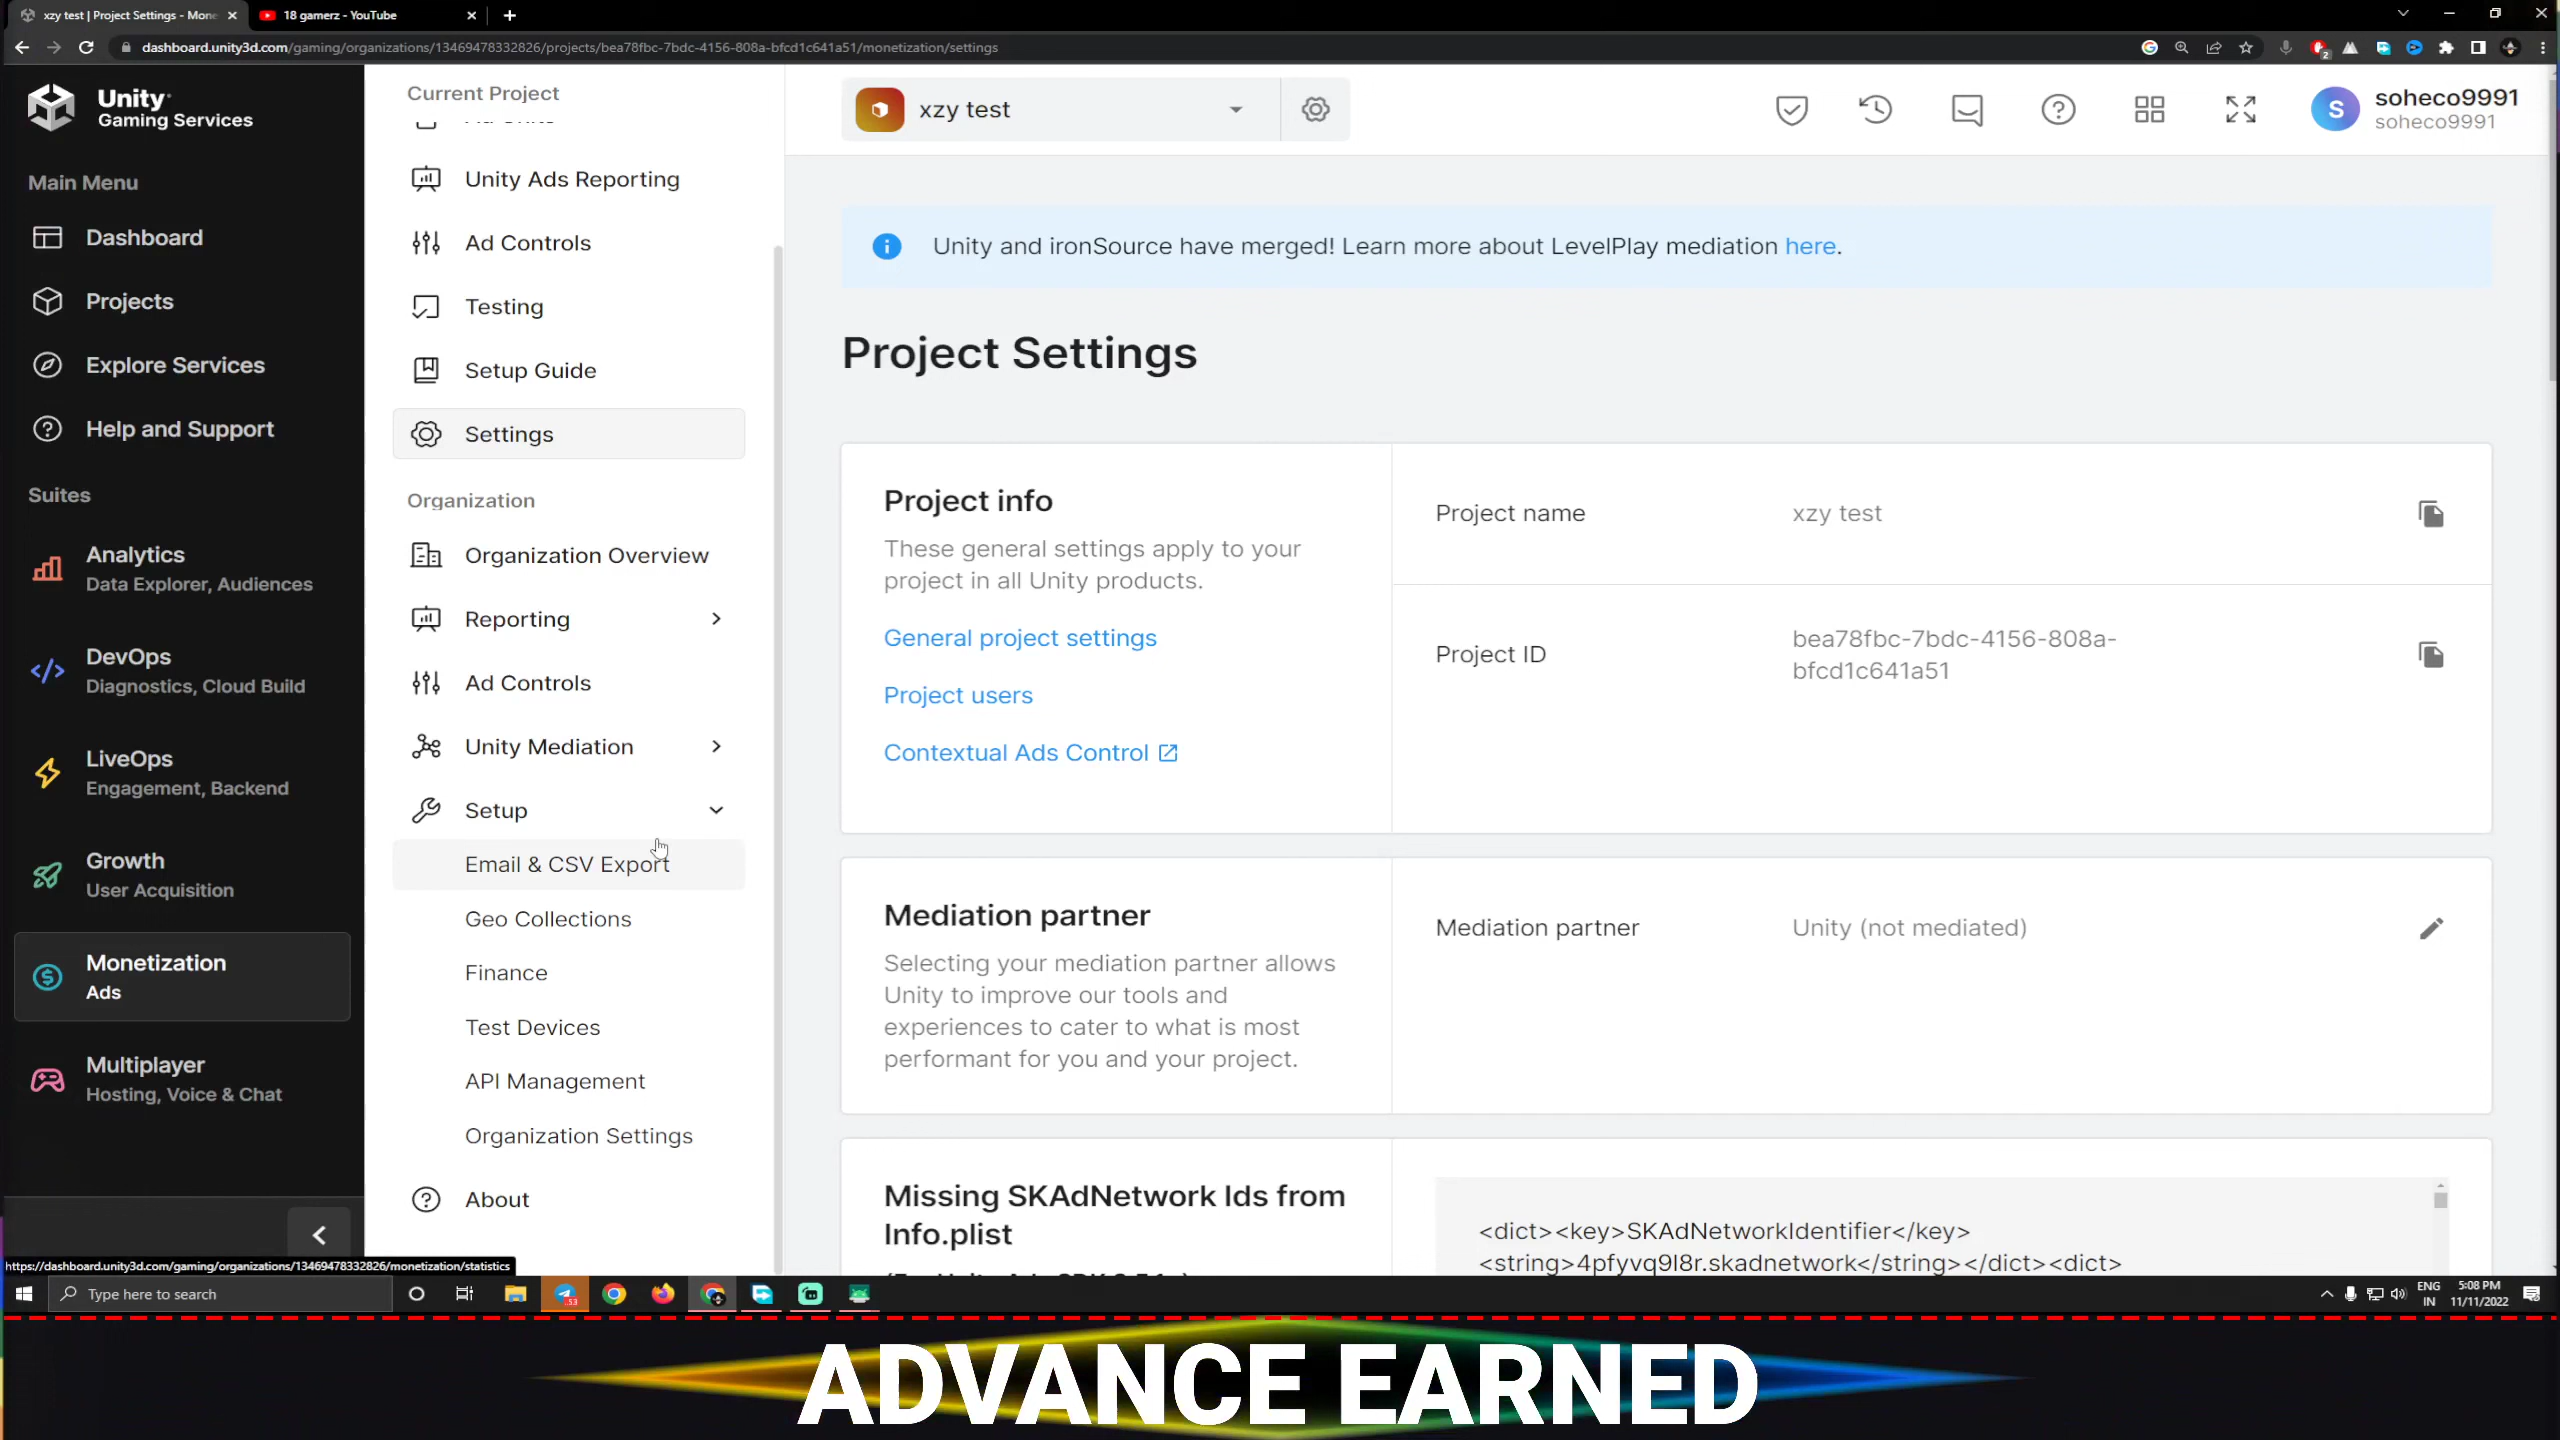 xzy test | Project Settings - Mone
18 gamerz - YouTube
dashboard.unity3d.com/gaming/organizations/13469478332826/projects/bea78fbc-7bdc-4156-808a-bfcd1c641a51/monetization/settings
2
Unity
Gaming Services
Main Menu
Dashboard
Projects
Explore Services
Help and Support
Suites
Analytics
Data Explorer, Audiences
DevOps
Diagnostics, Cloud Build
LiveOps
Engagement, Backend
Growth
User Acquisition
Monetization
Ads
Multiplayer
Hosting, Voice & Chat
Current Project
Unity Ads Reporting
Ad Controls
Testing
Setup Guide
Settings
Organization
Organization Overview
Reporting
Ad Controls
Unity Mediation
Setup
Email & CSV Export
Geo Collections
Finance
Test Devices
API Management
Organization Settings
About
xzy test
S
soheco9991
soheco9991
Unity and ironSource have merged! Learn more about LevelPlay mediation here.
Project Settings
Project info
These general settings apply to your
project in all Unity products.
General project settings
Project users
Contextual Ads Control
Project name
xzy test
Project ID
bea78fbc-7bdc-4156-808a-
bfcd1c641a51
Mediation partner
Selecting your mediation partner allows
Unity to improve our tools and
experiences to cater to what is most
performant for you and your project.
Mediation partner
Unity (not mediated)
Missing SKAdNetwork Ids from
Info.plist
<dict><key>SKAdNetworkIdentifier</key>
<string>4pfyvq9l8r.skadnetwork</string></dict><dict>
https://dashboard.unity3d.com/gaming/organizations/13469478332826/monetization/statistics
Type here to search
53
ENG
IN
5:08 PM
11/11/2022
ADVANCE EARNED